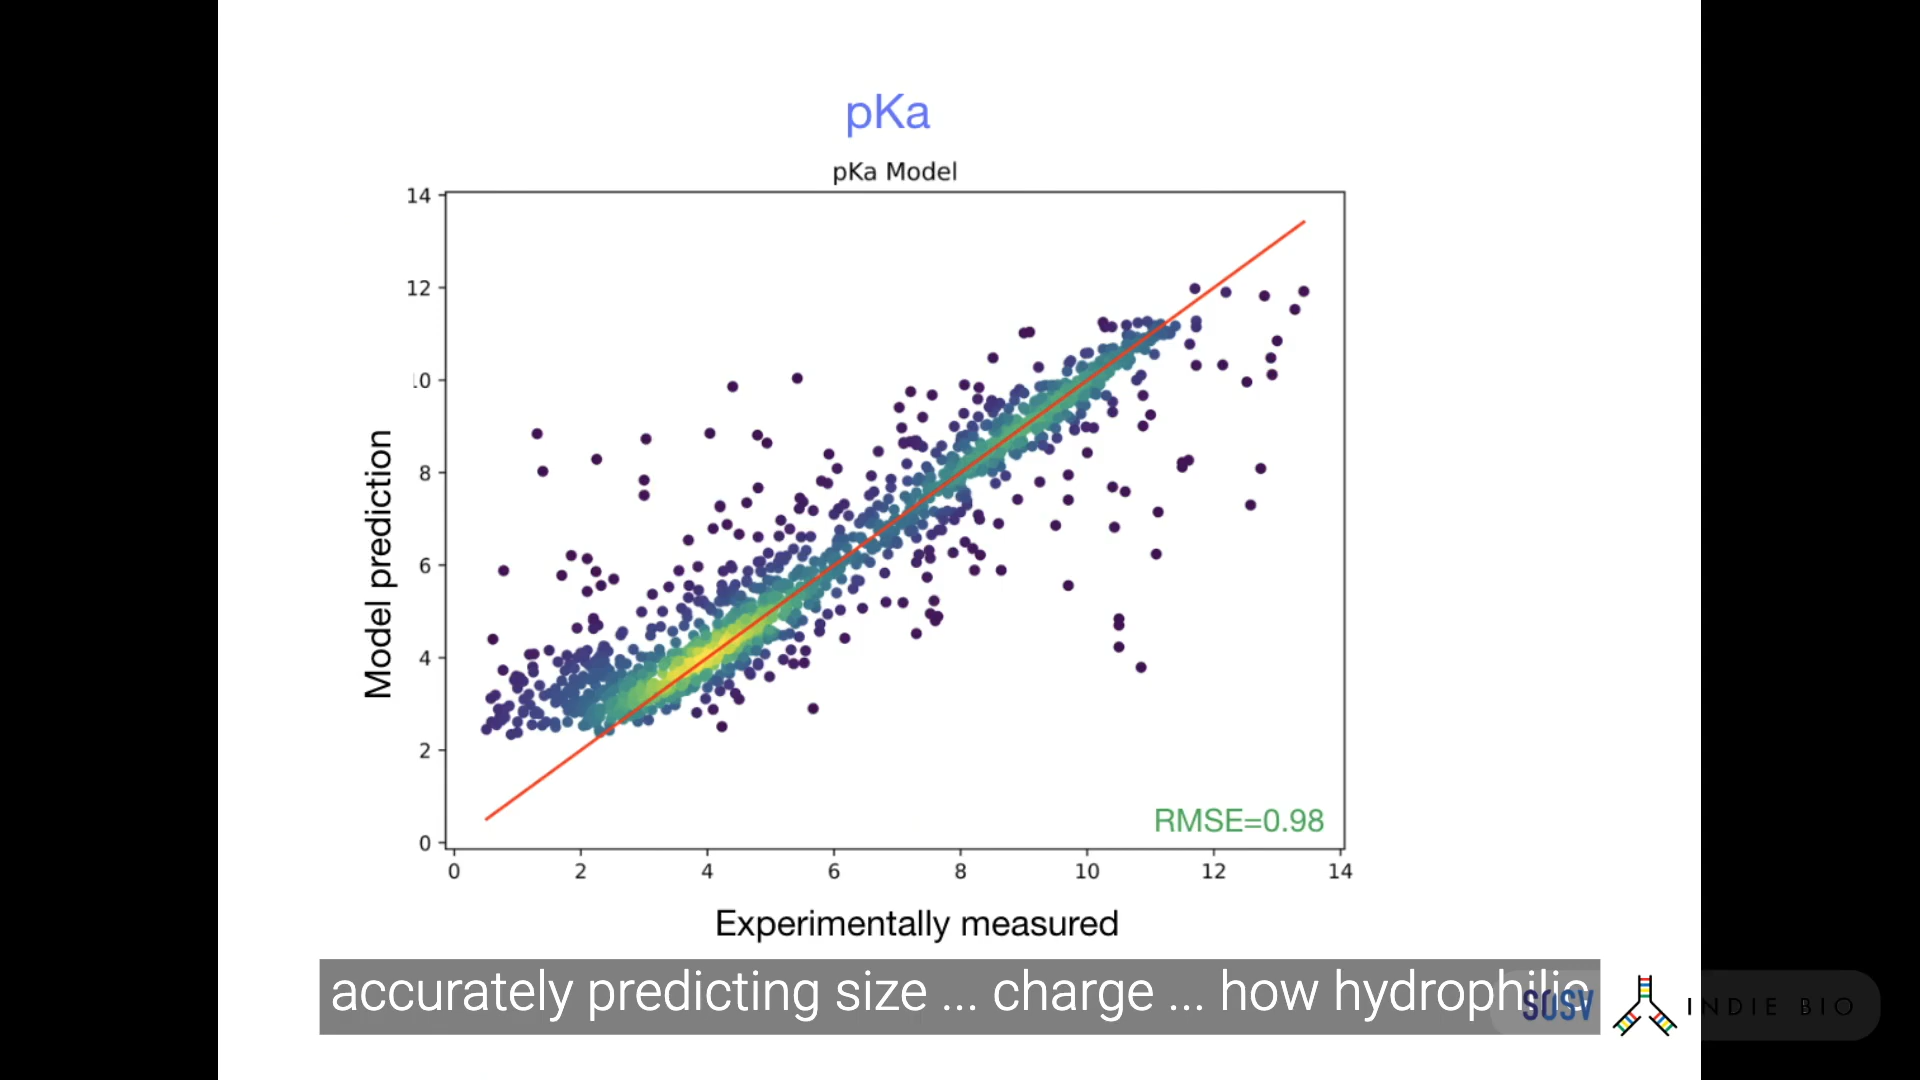 pKa
pKa Model
14
12
10
8
6
4
2
0
Model prediction
RMSE=0.98
0 2 4 6 8 10 12 14
Experimentally measured
accurately predicting size ... charge ... how hydrophilic
SOSV
INDIE BIO